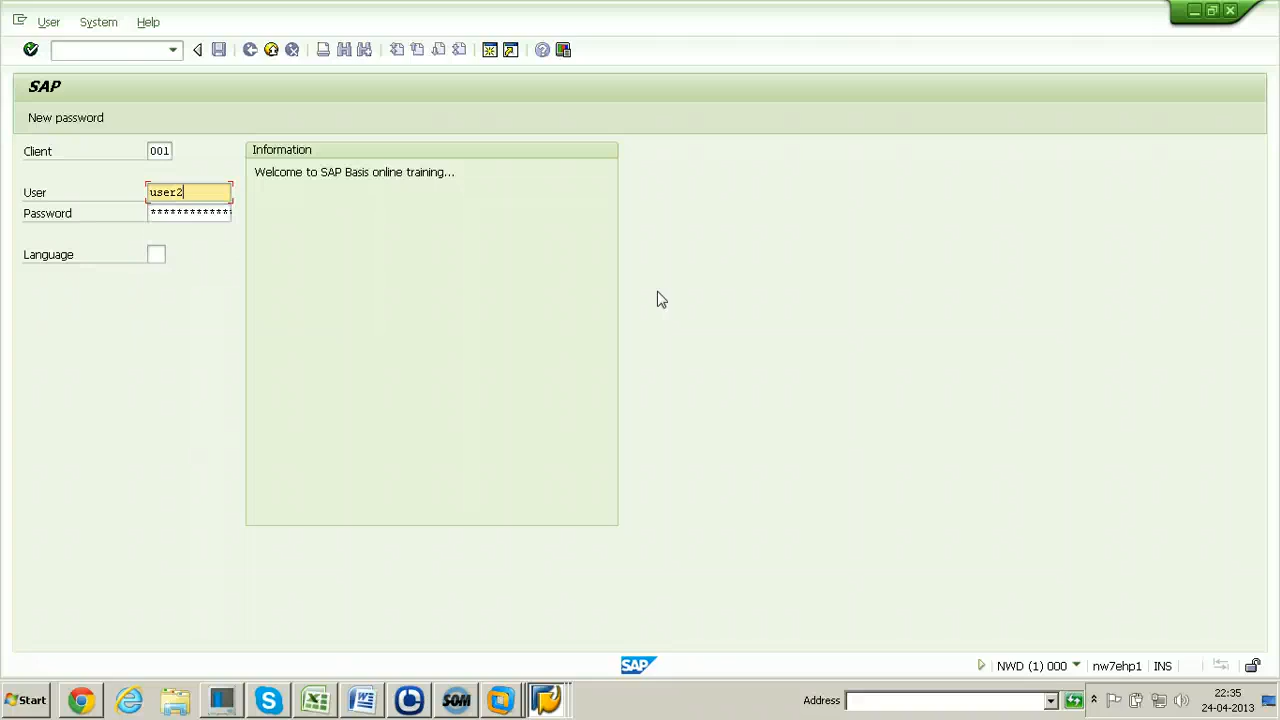 User System Help
SAP
New password
Client 001
Information
Welcome to SAP Basis online training...
User user2
Password *************
Language
SAP
NWD (1) 000 nw7ehp1 INS
Start
S
X
W
C
SOM
Address
22:35
24-04-2013